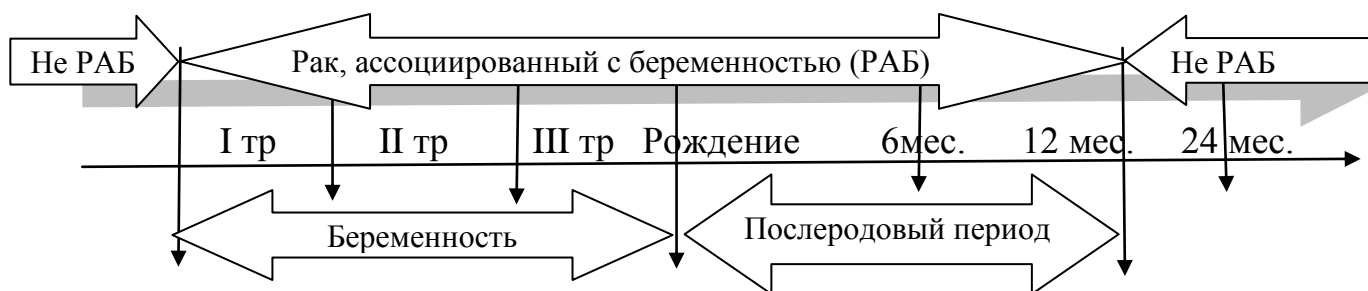 Не РАБ Рак, ассоциированный с беременностью (РАБ) Не РАБ
I тр II тр III тр Рождение 6мес. 12 мес. 24 мес.
Беременность Послеродовый период